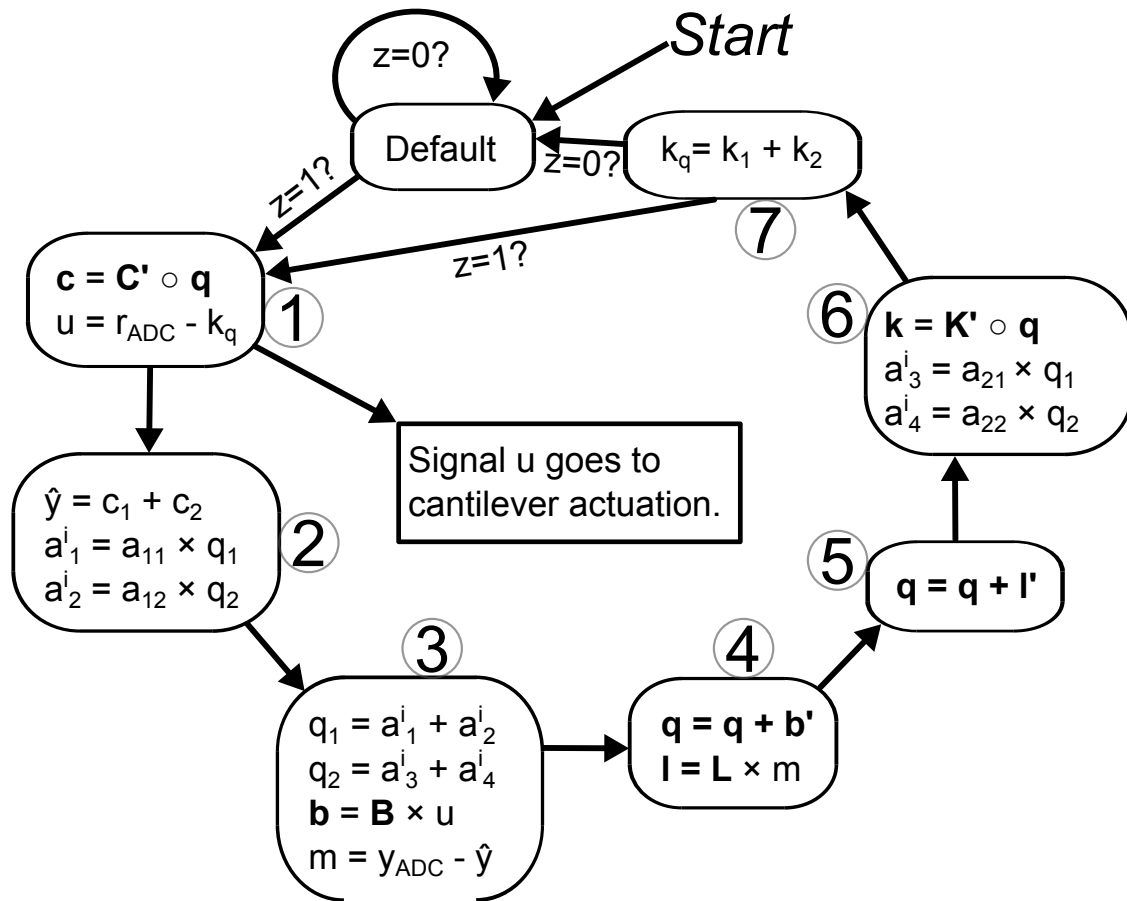 Start
z=0?
Default
k_q = k_1 + k_2
z=0?
z=1?
7
z=1?
c = C' ∘ q
u = r_ADC - k_q
1
6
k = K' ∘ q
a^i_3 = a_21 × q_1
a^i_4 = a_22 × q_2
Signal u goes to
cantilever actuation.
ŷ = c_1 + c_2
a^i_1 = a_11 × q_1
a^i_2 = a_12 × q_2
2
5
q = q + l'
3
q_1 = a^i_1 + a^i_2
q_2 = a^i_3 + a^i_4
b = B × u
m = y_ADC - ŷ
4
q = q + b'
l = L × m